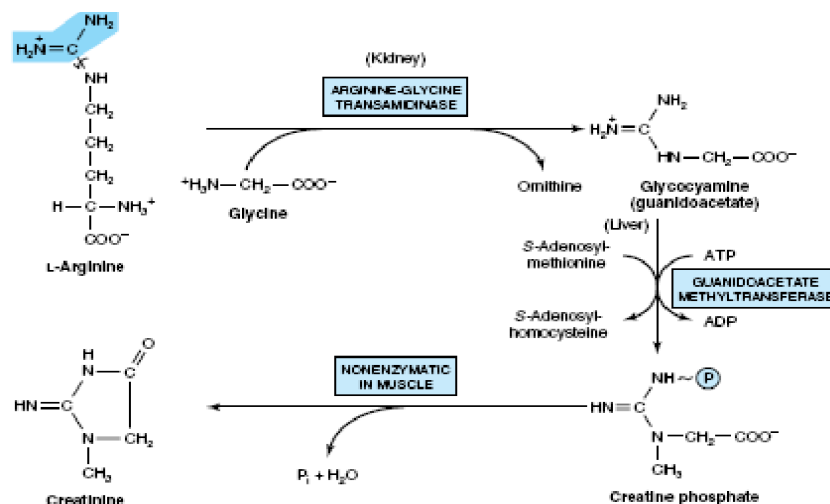 NH₂
H₂N⁺=C
NH
CH₂
CH₂
CH₂
H—C—NH₃⁺
COO⁻
L-Arginine
(Kidney)
ARGININE-GLYCINE
TRANSAMIDINASE
⁺H₃N—CH₂—COO⁻
Glycine
Ornithine
NH₂
H₂N⁺=C
HN—CH₂—COO⁻
Glycocyamine
(guanidoacetate)
(Liver)
S-Adenosyl-
methionine
ATP
GUANIDOACETATE
METHYLTRANSFERASE
S-Adenosyl-
homocysteine
ADP
NH~P
HN=C
N—CH₂—COO⁻
CH₃
Creatine phosphate
NONENZYMATIC
IN MUSCLE
Pᵢ + H₂O
O
H
N
C
HN=C
N
CH₂
CH₃
Creatinine